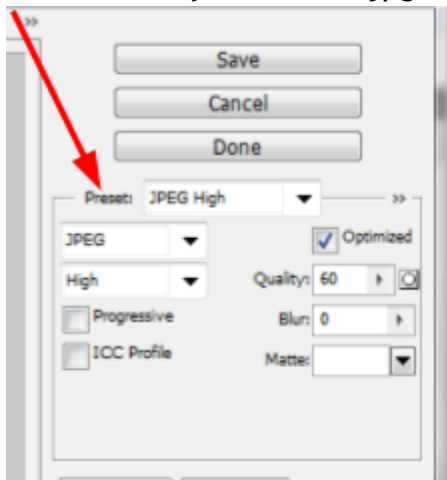 Save
Cancel
Done
Preset: JPEG High
JPEG
Optimized
High
Quality: 60
Progressive
Blur: 0
ICC Profile
Matte: